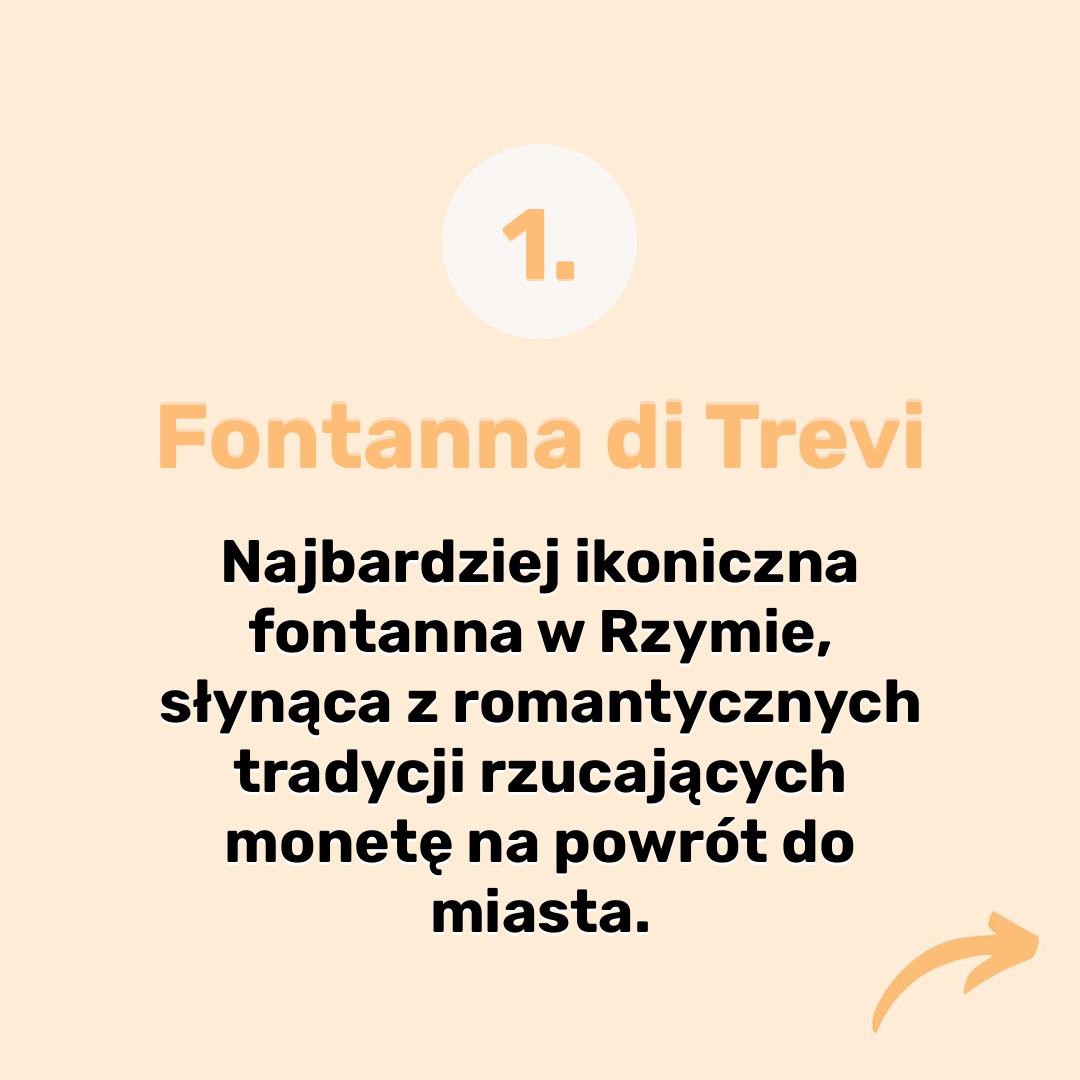 1.
Fontanna di Trevi
Najbardziej ikoniczna
fontanna w Rzymie,
słynąca z romantycznych
tradycji rzucających
monetę na powrót do
miasta.